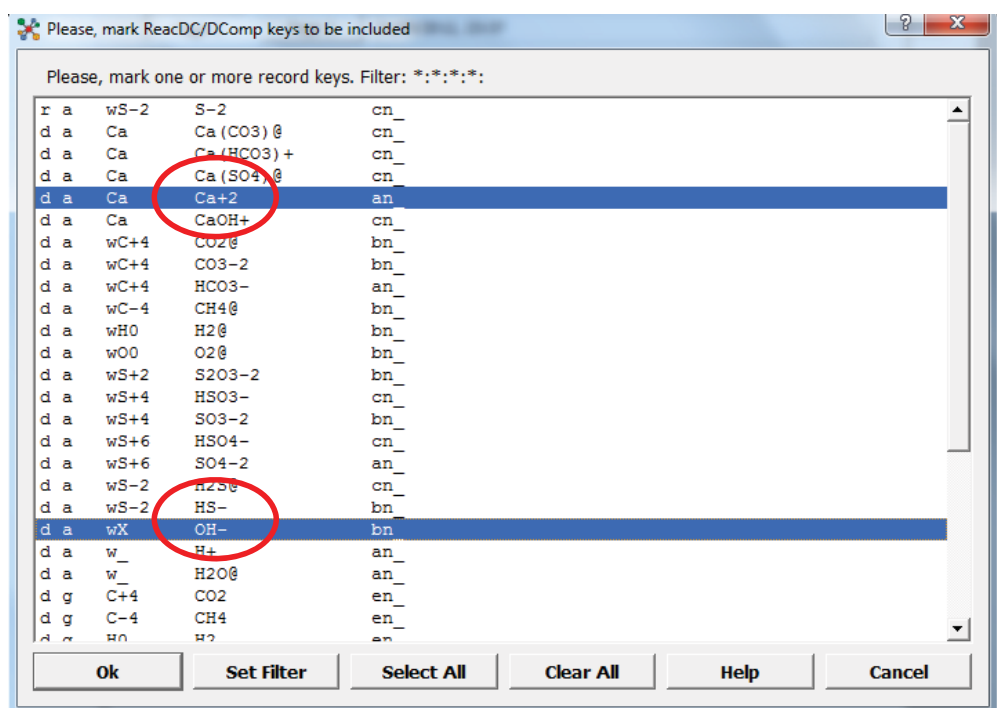 Please, mark ReacDC/DComp keys to be included
Please, mark one or more record keys. Filter: *:*:*:*:
r a wS-2 S-2 cn_
d a Ca Ca(CO3)@ cn_
d a Ca Ca(HCO3)+ cn_
d a Ca Ca(SO4)@ cn_
d a Ca Ca+2 an_
d a Ca CaOH+ cn_
d a wC+4 CO2@ bn_
d a wC+4 CO3-2 bn_
d a wC+4 HCO3- an_
d a wC-4 CH4@ bn_
d a wH0 H2@ bn_
d a wO0 O2@ bn_
d a wS+2 S2O3-2 bn_
d a wS+4 HSO3- cn_
d a wS+4 SO3-2 bn_
d a wS+6 HSO4- cn_
d a wS+6 SO4-2 an_
d a wS-2 H2S@ cn_
d a wS-2 HS- bn_
d a wX OH- bn_
d a w_ H+ an_
d a w_ H2O@ an_
d g C+4 CO2 en_
d g C-4 CH4 en_
d g H0 H2 en
Ok Set Filter Select All Clear All Help Cancel